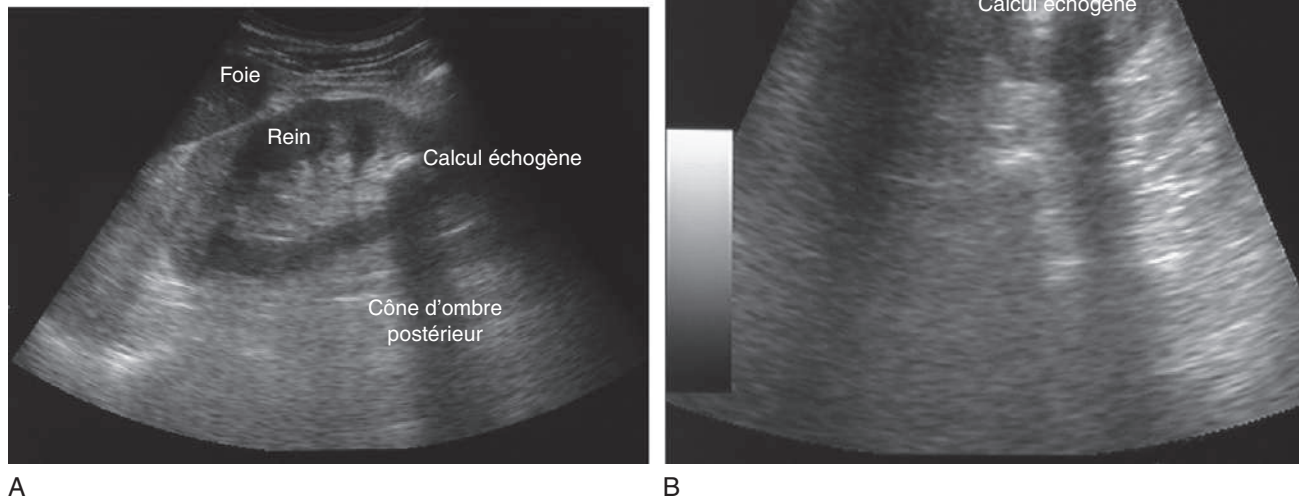 Foie
Rein
Calcul échogène
Cône d'ombre
postérieur
A
Calcul échogène
B